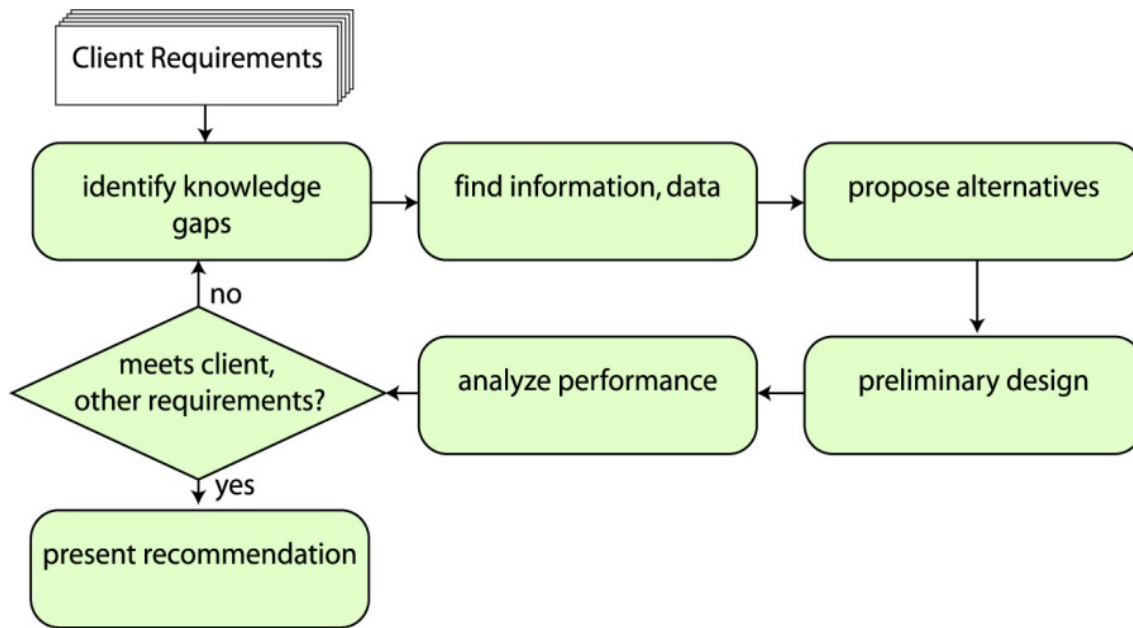 Client Requirements
identify knowledge
gaps
find information, data
propose alternatives
no
meets client,
other requirements?
analyze performance
preliminary design
yes
present recommendation